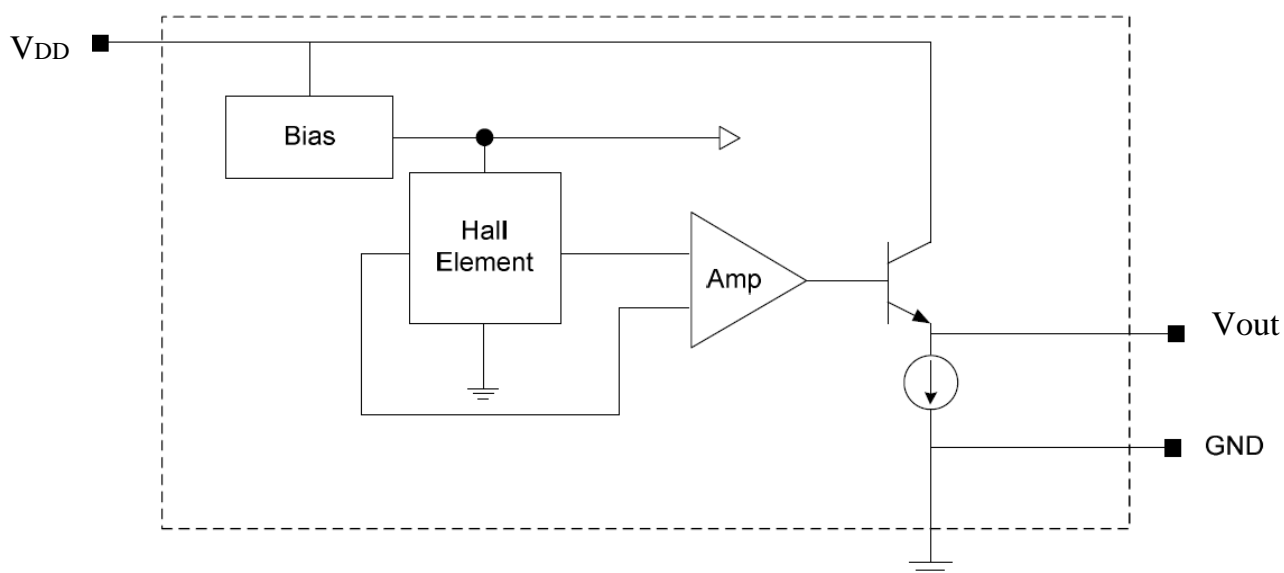 VDD
Bias
Hall
Element
Amp
Vout
GND